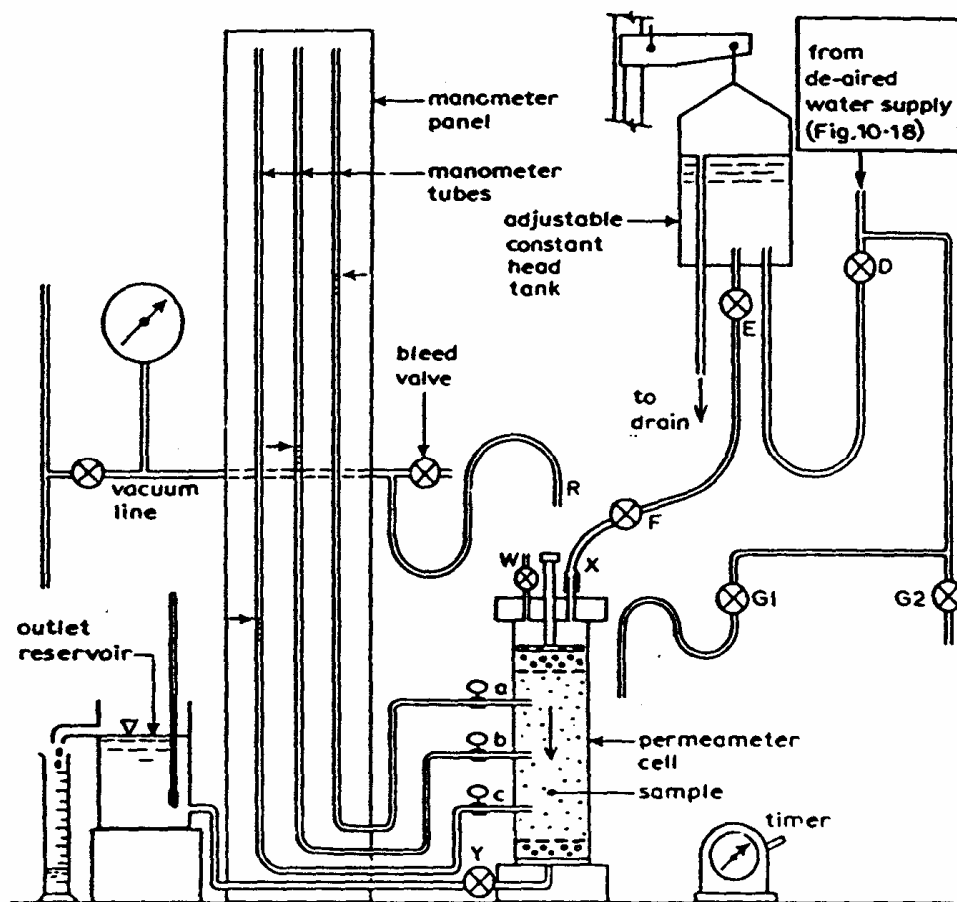 manometer
panel
manometer
tubes
from
de-aired
water supply
(Fig.10·18)
adjustable
constant
head
tank
D
E
bleed
valve
to
drain
R
vacuum
line
F
W
X
G1
G2
outlet
reservoir
a
b
c
permeameter
cell
sample
timer
Y